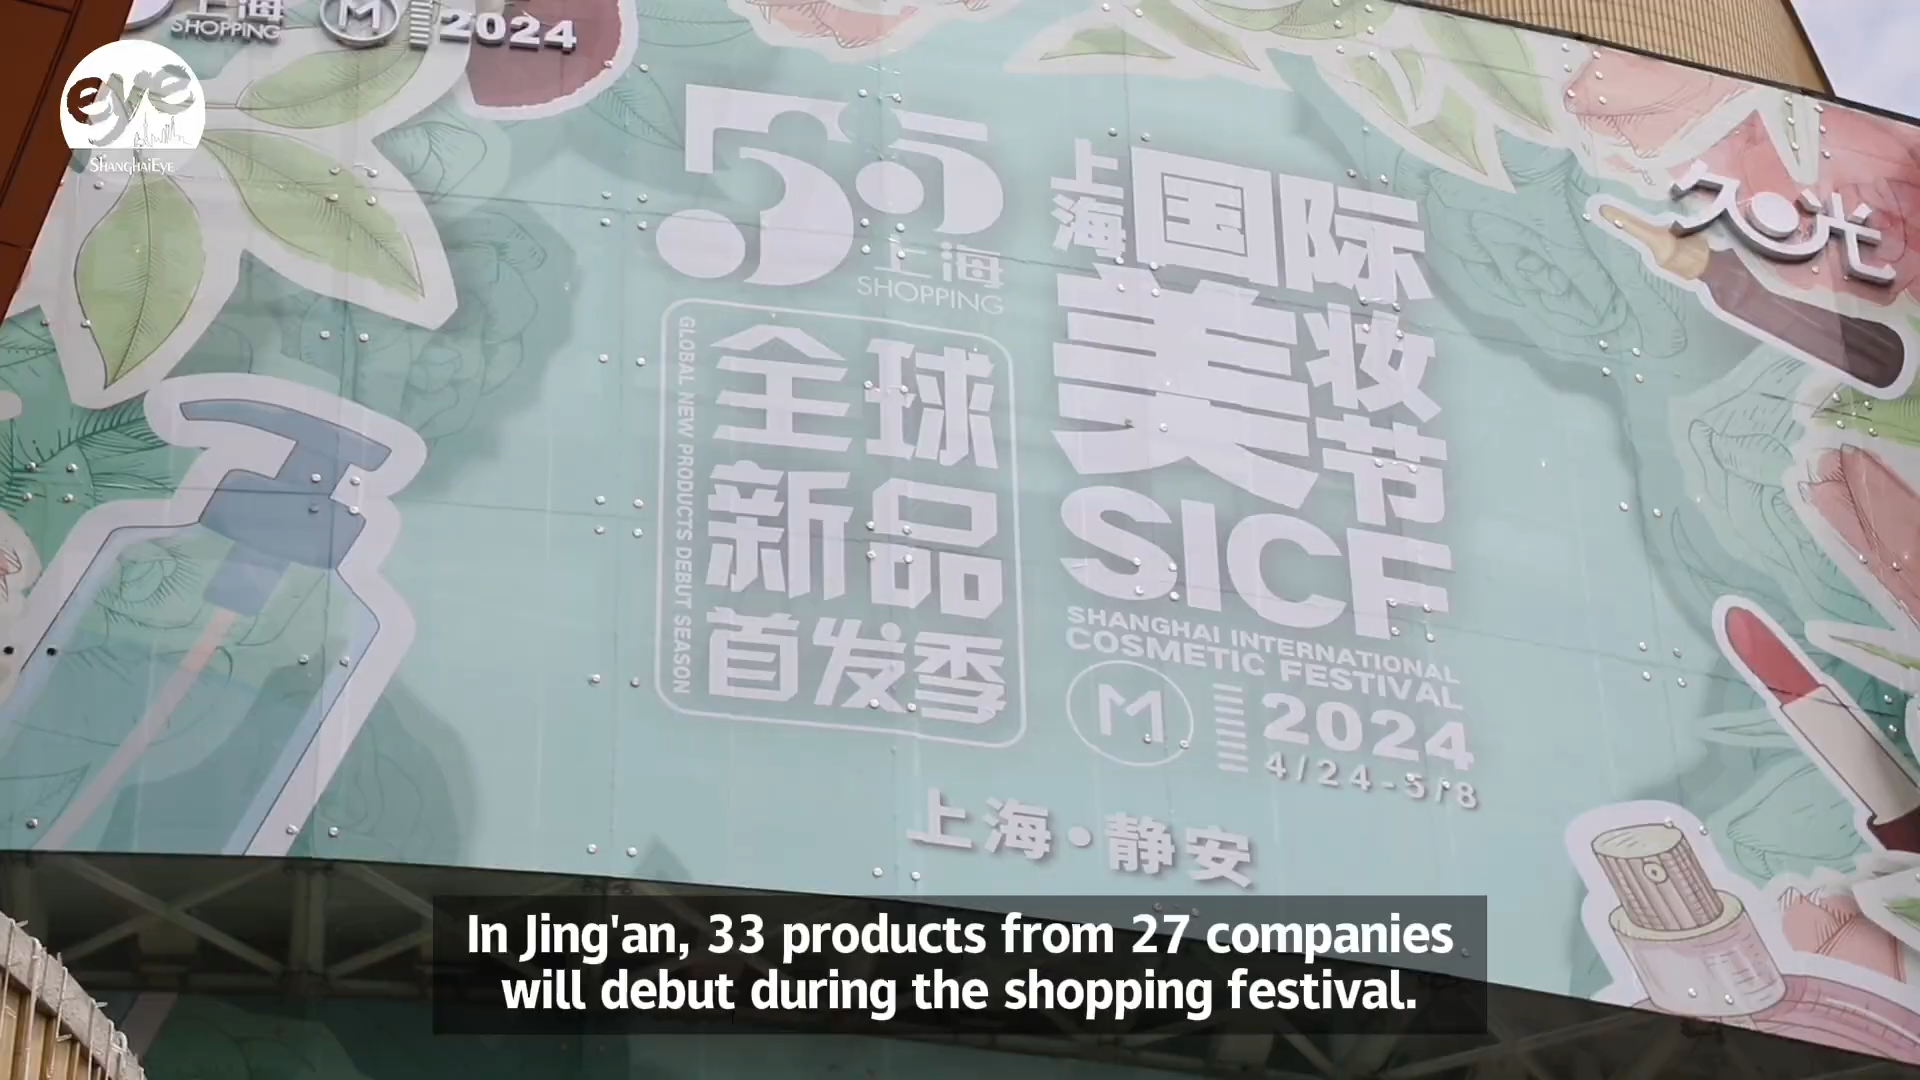 上海
SHOPPING
M
2024
eye
SHANGHAIEYE
55
上海
SHOPPING
全球
新品
首发季
GLOBAL NEW PRODUCTS DEBUT SEASON
上海国际
美妆节
SICF
SHANGHAI INTERNATIONAL
COSMETIC FESTIVAL
M
2024
4/24-5/8
久光
上海·静安
In Jing'an, 33 products from 27 companies
will debut during the shopping festival.